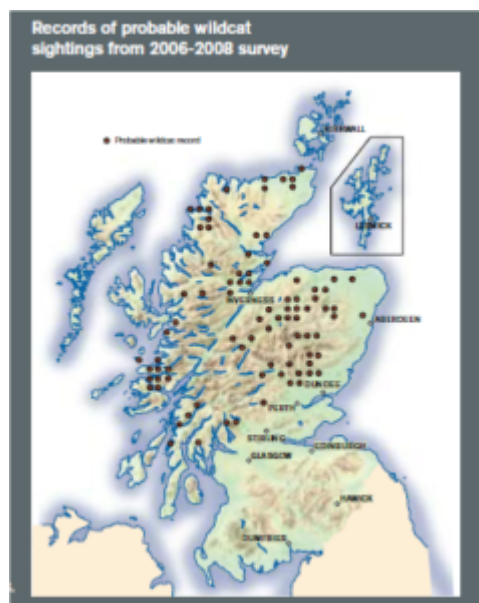 Records of probable wildcat
sightings from 2006-2008 survey
Probable wildcat record
KIRKWALL
LERWICK
INVERNESS
ABERDEEN
DUNDEE
PERTH
STIRLING
EDINBURGH
GLASGOW
HAWICK
DUMFRIES